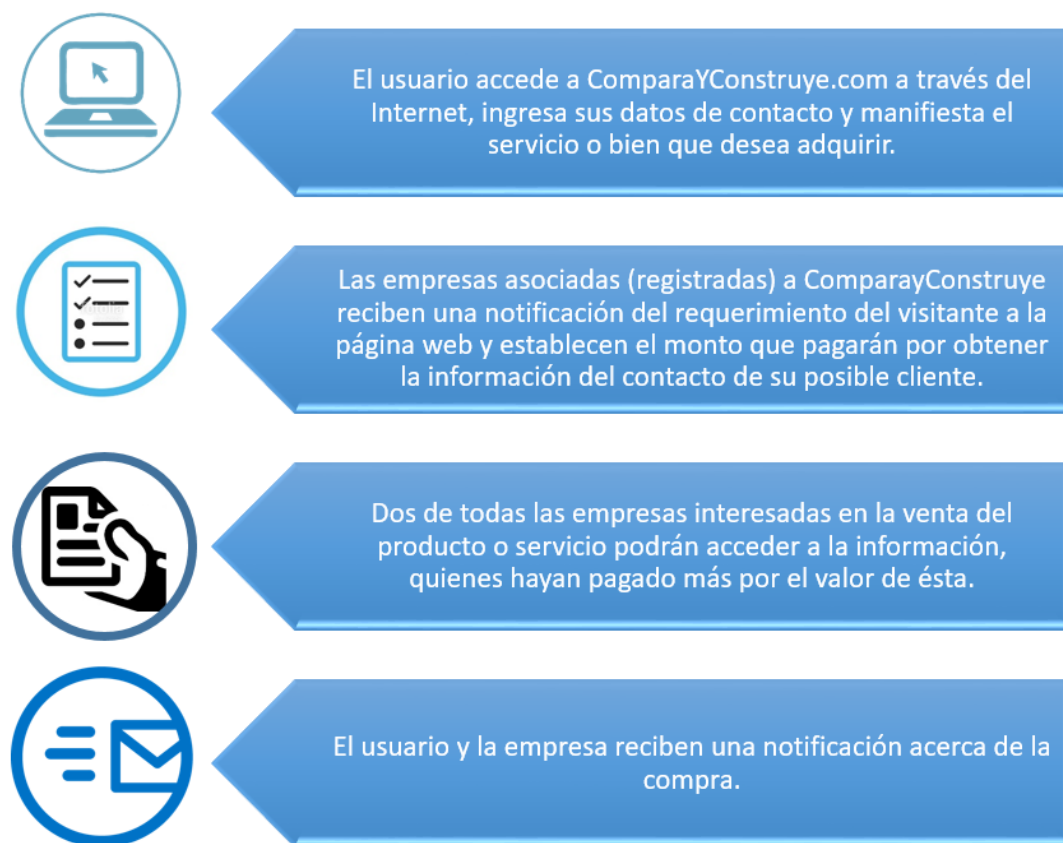 El usuario accede a ComparaYConstruye.com a través del
Internet, ingresa sus datos de contacto y manifiesta el
servicio o bien que desea adquirir.
Las empresas asociadas (registradas) a ComparayConstruye
reciben una notificación del requerimiento del visitante a la
página web y establecen el monto que pagarán por obtener
la información del contacto de su posible cliente.
Dos de todas las empresas interesadas en la venta del
producto o servicio podrán acceder a la información,
quienes hayan pagado más por el valor de ésta.
El usuario y la empresa reciben una notificación acerca de la
compra.